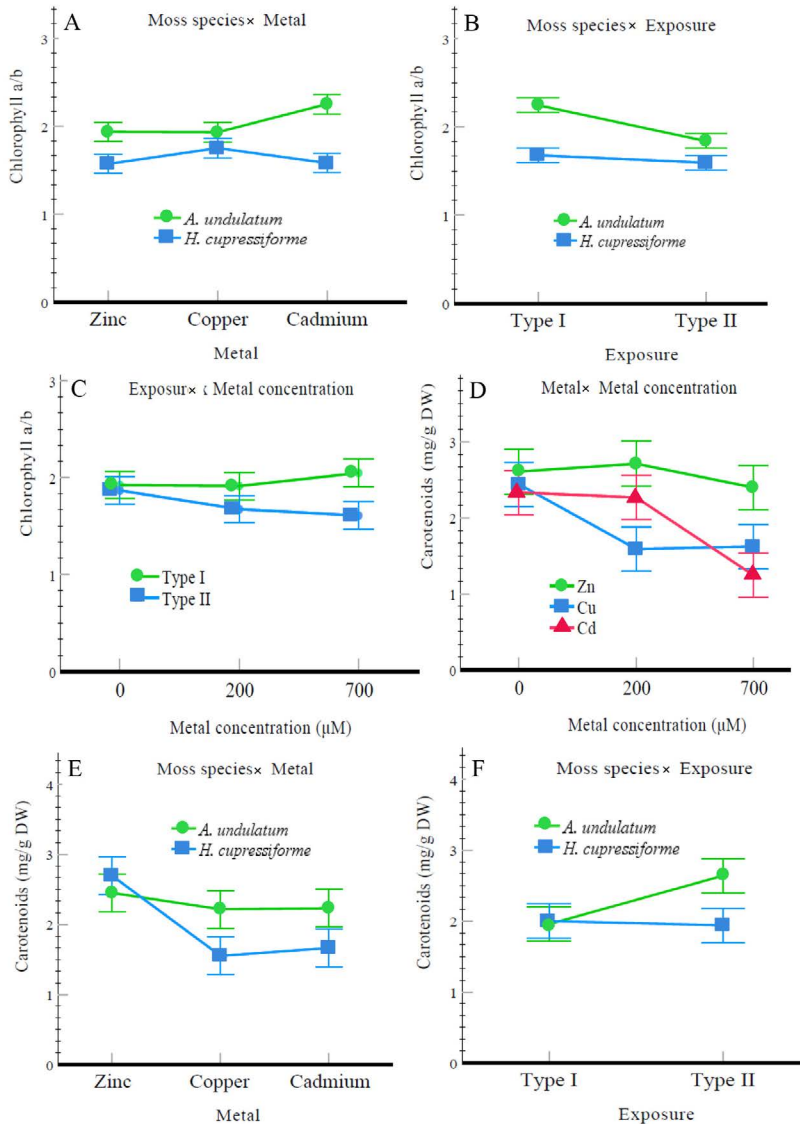 A
Moss species× Metal
Chlorophyll a/b
3
2
1
0
A. undulatum
H. cupressiforme
Zinc Copper Cadmium
Metal
B
Moss species× Exposure
Chlorophyll a/b
3
2
1
0
A. undulatum
H. cupressiforme
Type I Type II
Exposure
C
Exposur× Metal concentration
Chlorophyll a/b
3
2
1
0
Type I
Type II
0 200 700
Metal concentration (µM)
D
Metal× Metal concentration
Carotenoids (mg/g DW)
3
2
1
0
Zn
Cu
Cd
0 200 700
Metal concentration (µM)
E
Moss species× Metal
Carotenoids (mg/g DW)
4
3
2
1
0
A. undulatum
H. cupressiforme
Zinc Copper Cadmium
Metal
F
Moss species× Exposure
Carotenoids (mg/g DW)
4
3
2
1
0
A. undulatum
H. cupressiforme
Type I Type II
Exposure